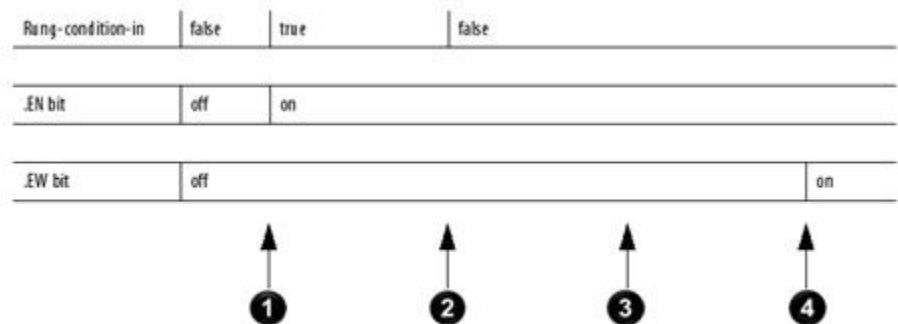 Rung-condition-in false true false
.EN bit off on
.EW bit off on
1 2 3 4